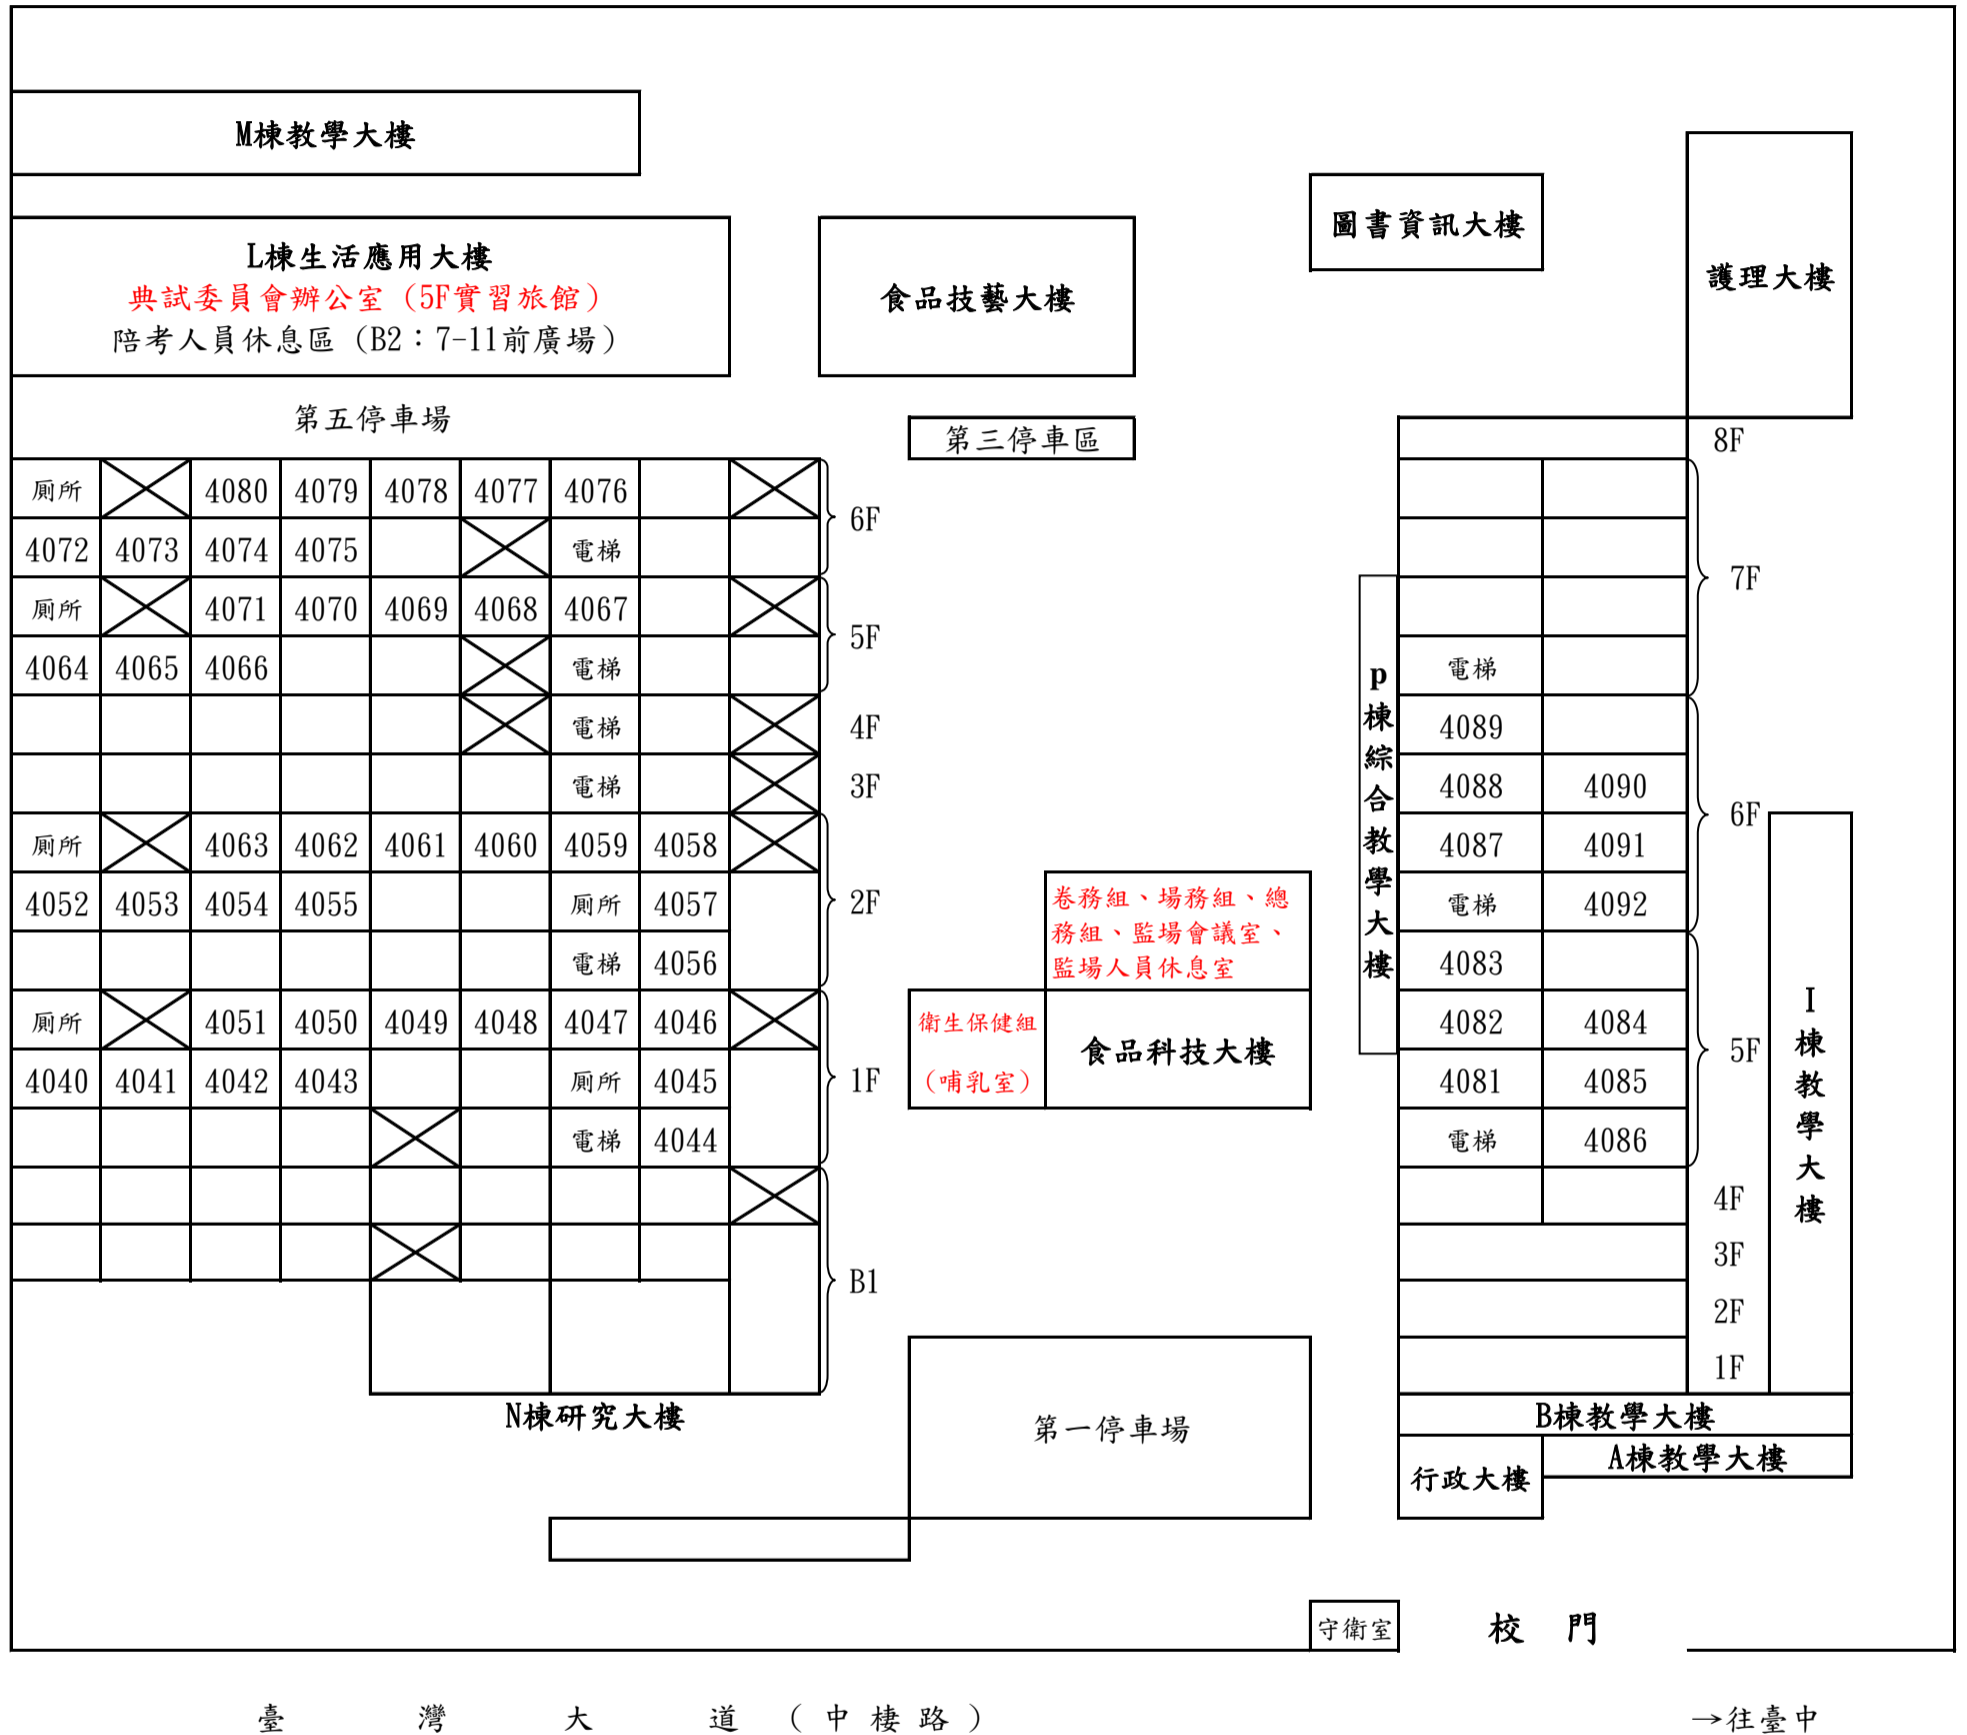 M棟教學大樓
圖書資訊大樓
護理大樓
L棟生活應用大樓
典試委員會辦公室（5F實習旅館）
陪考人員休息區（B2：7-11前廣場）
食品技藝大樓
第五停車場
第三停車區
8F
廁所 4080 4079 4078 4077 4076
6F
4072 4073 4074 4075 電梯
廁所 4071 4070 4069 4068 4067
5F
4064 4065 4066 電梯
電梯 4F
電梯 3F
廁所 4063 4062 4061 4060 4059 4058
4052 4053 4054 4055 廁所 4057 2F
電梯 4056
廁所 4051 4050 4049 4048 4047 4046
4040 4041 4042 4043 廁所 4045 1F
電梯 4044
B1
N棟研究大樓
卷務組、場務組、總
務組、監場會議室、
監場人員休息室
衛生保健組
（哺乳室）
食品科技大樓
第一停車場
p棟綜合教學大樓
7F
電梯
4089
4088 4090
6F
4087 4091
電梯 4092
4083
4082 4084
5F
4081 4085
電梯 4086
4F
3F
2F
1F
I棟教學大樓
B棟教學大樓
A棟教學大樓
行政大樓
守衛室
校 門
臺 灣 大 道 （ 中 棲 路 ）
→往臺中